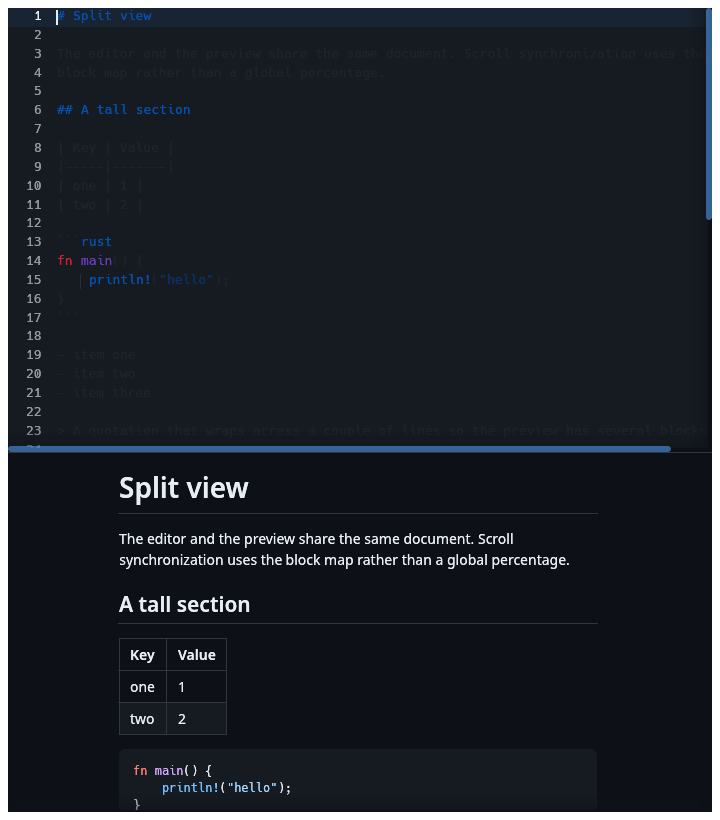 1 # Split view
2
3 The editor and the preview share the same document. Scroll synchronization uses the
4 block map rather than a global percentage.
5
6 ## A tall section
7
8 | Key | Value |
9 |-----|-------|
10 | one | 1 |
11 | two | 2 |
12
13 ```rust
14 fn main() {
15 println!("hello");
16 }
17 ```
18
19 - item one
20 - item two
21 - item three
22
23 > A quotation that wraps across a couple of lines so the preview has several blocks
Split view
The editor and the preview share the same document. Scroll
synchronization uses the block map rather than a global percentage.
A tall section
Key Value
one 1
two 2
fn main() {
println!("hello");
}